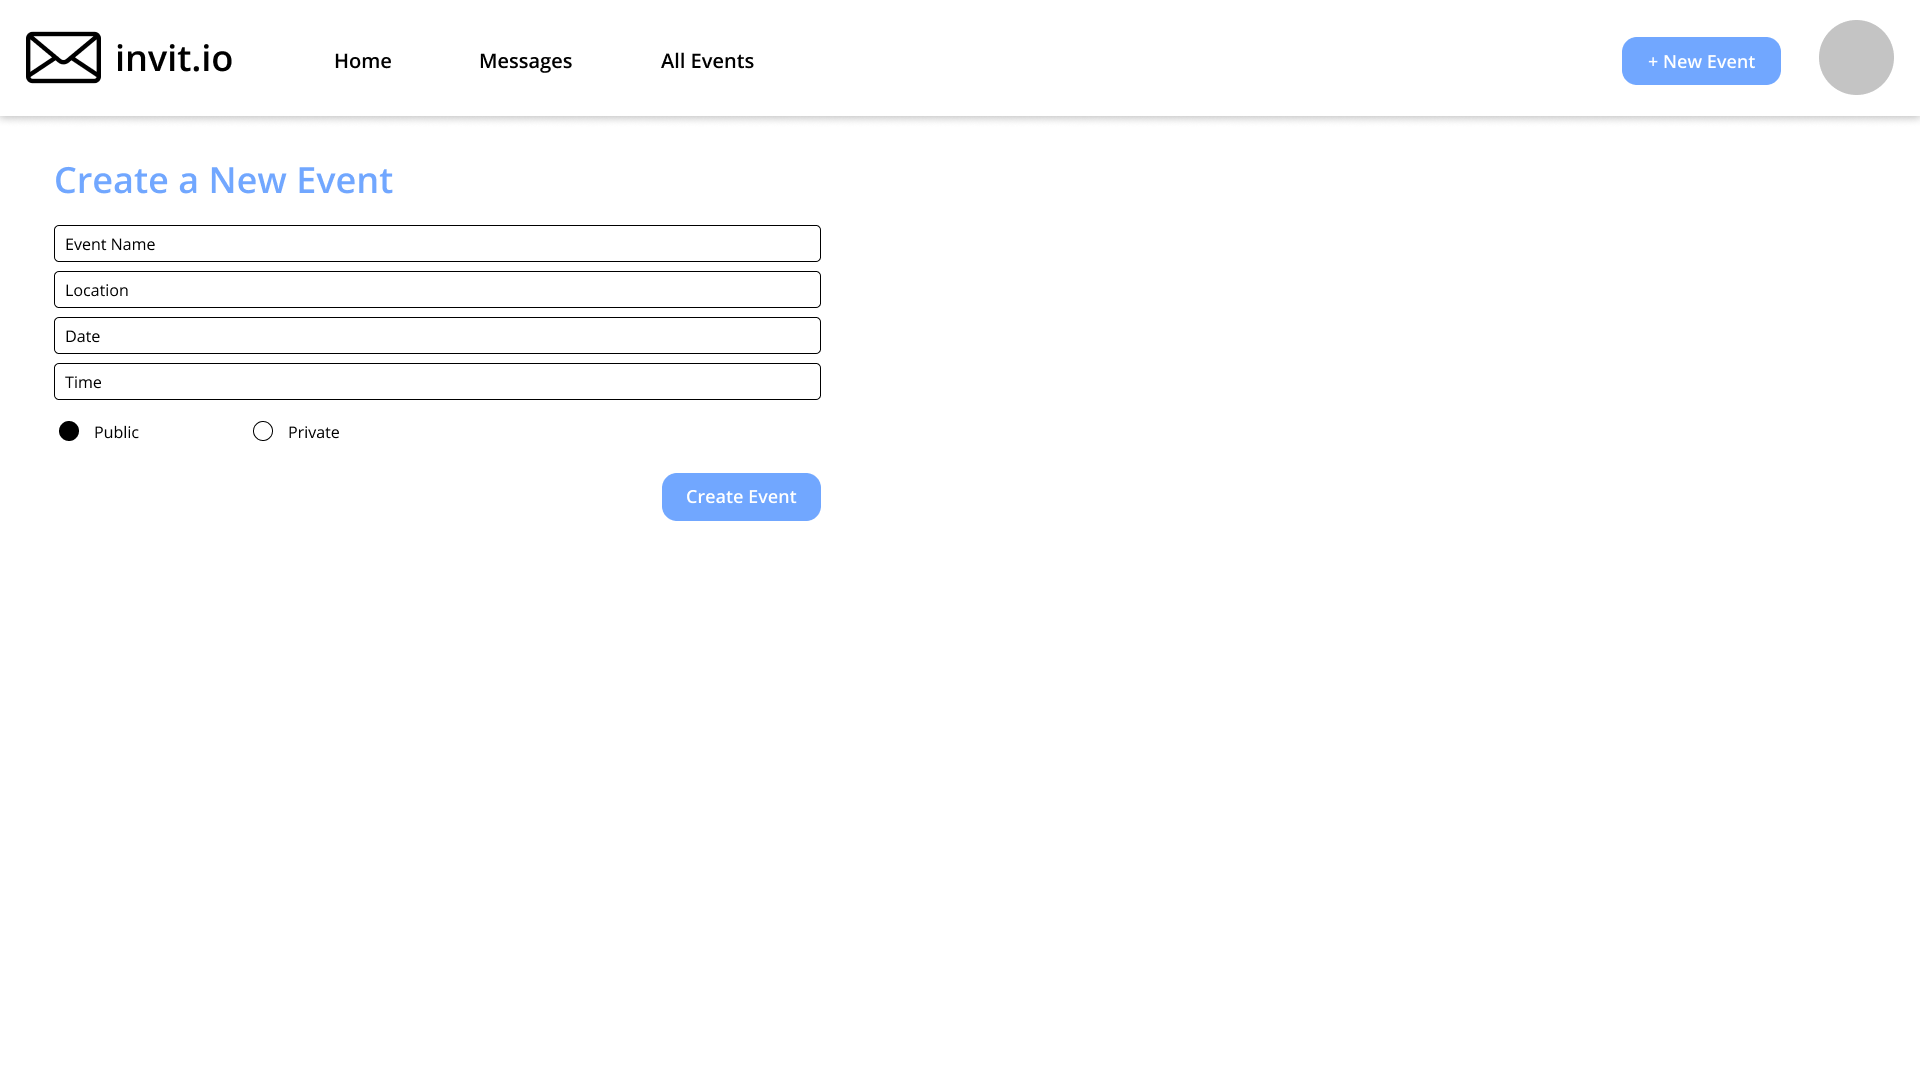 invit.io
Home
Messages
All Events
+ New Event
Create a New Event
Event Name
Location
Date
Time
Public
Private
Create Event